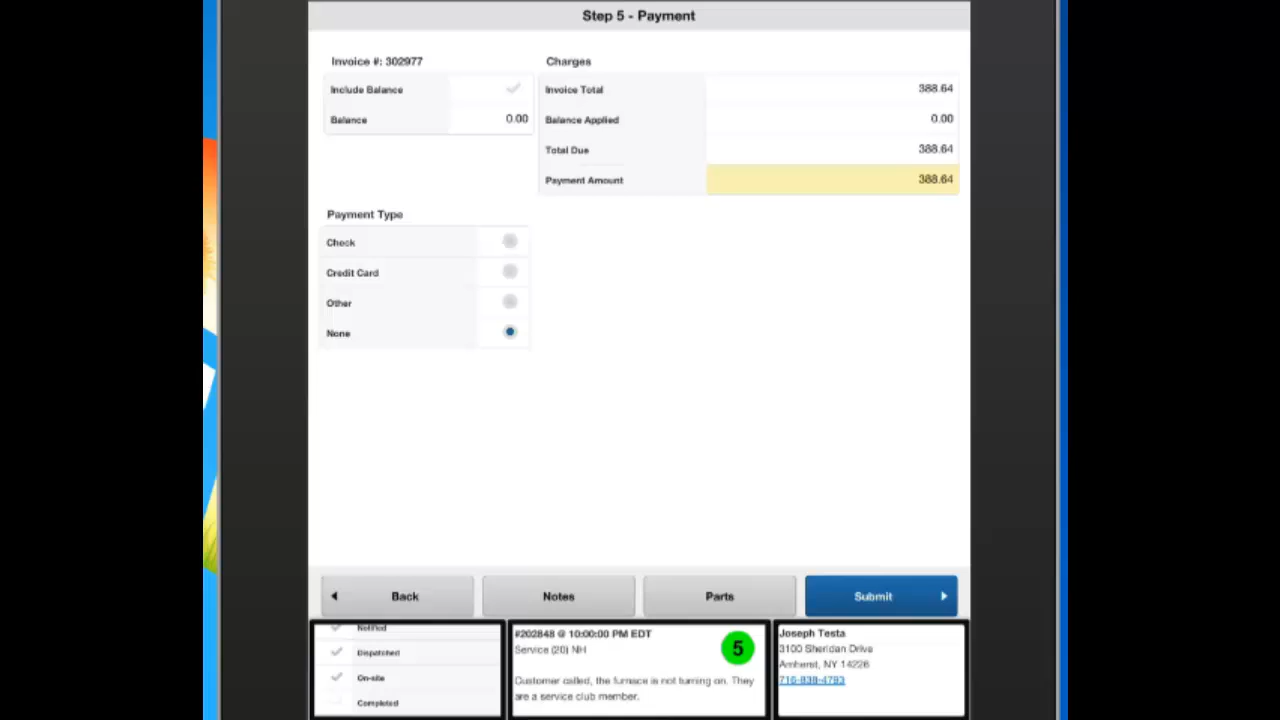 Step 5 - Payment
Invoice #: 302977
Include Balance
Balance 0.00
Charges
Invoice Total 388.64
Balance Applied 0.00
Total Due 388.64
Payment Amount 388.64
Payment Type
Check
Credit Card
Other
None
Back Notes Parts Submit
Notified
Dispatched
On-site
Completed
#202848 @ 10:00:00 PM EDT
Service (20) NH
5
Customer called, the furnace is not turning on. They
are a service club member.
Joseph Testa
3100 Sheridan Drive
Amherst, NY 14226
716-838-4783